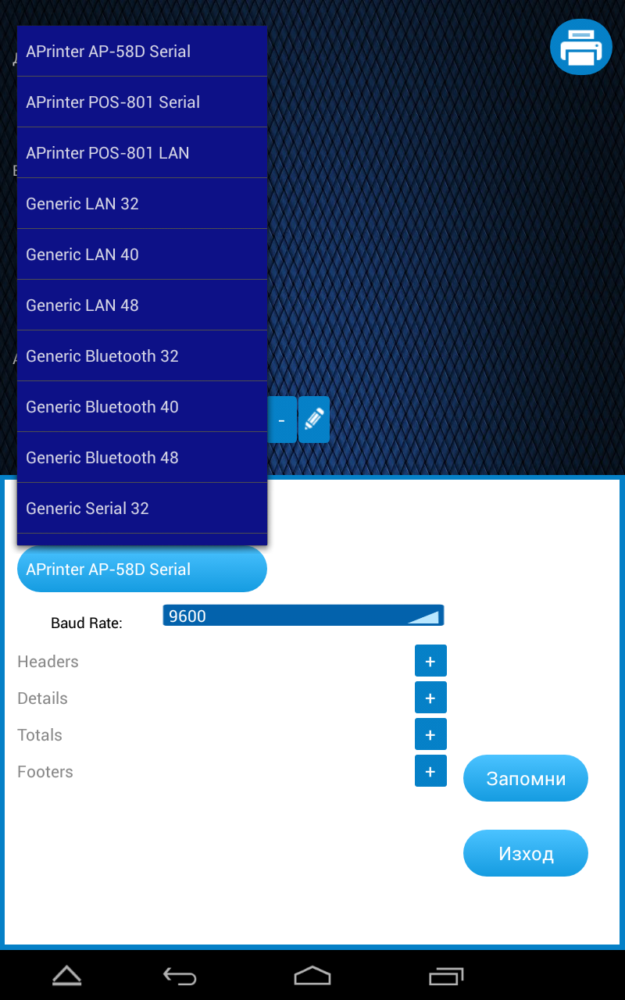 APrinter AP-58D Serial
APrinter POS-801 Serial
APrinter POS-801 LAN
Generic LAN 32
Generic LAN 40
Generic LAN 48
Generic Bluetooth 32
Generic Bluetooth 40
-
Generic Bluetooth 48
Generic Serial 32
APrinter AP-58D Serial
Baud Rate: 9600
Headers +
Details +
Totals +
Footers +
Запомни
Изход